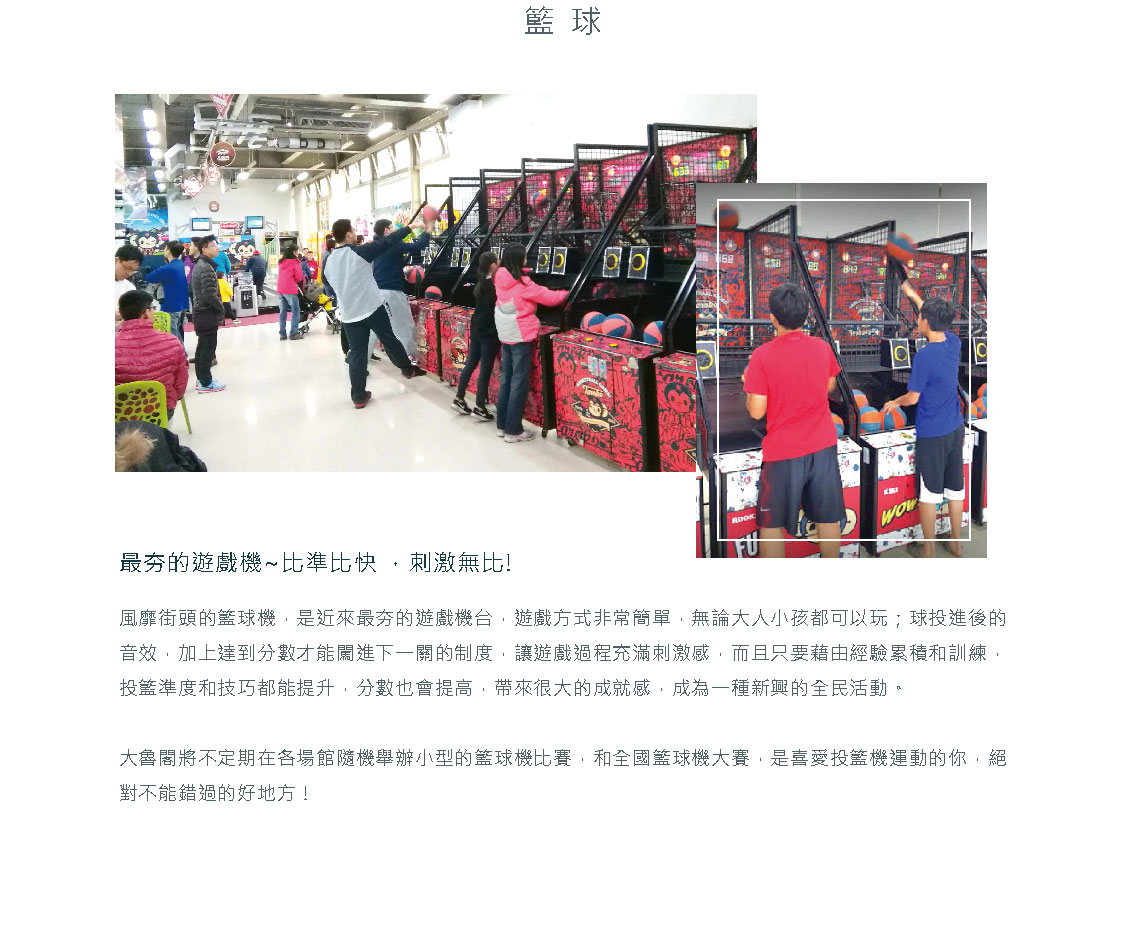 籃 球
最夯的遊戲機~比準比快 ，刺激無比!
風靡街頭的籃球機，是近來最夯的遊戲機台，遊戲方式非常簡單，無論大人小孩都可以玩；球投進後的
音效，加上達到分數才能闖進下一關的制度，讓遊戲過程充滿刺激感，而且只要藉由經驗累積和訓練，
投籃準度和技巧都能提升，分數也會提高，帶來很大的成就感，成為一種新興的全民活動。
大魯閣將不定期在各場館隨機舉辦小型的籃球機比賽，和全國籃球機大賽，是喜愛投籃機運動的你，絕
對不能錯過的好地方！
WOW
FU